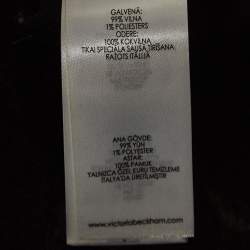 GALVENĀ:
99% VILNA
1% POLIESTERS
ODERE:
100% KOKVILNA
TIKAI SPECIĀLA SAUSĀ TĪRĪŠANA
RAŽOTS ITĀLIJĀ
ANA GÖVDE:
99% YÜN
1% POLYESTER
ASTAR:
100% PAMUK
YALNIZCA ÖZEL KURU TEMİZLEME
İTALYA'DA ÜRETİLMİŞTİR
www.victoriabeckham.com